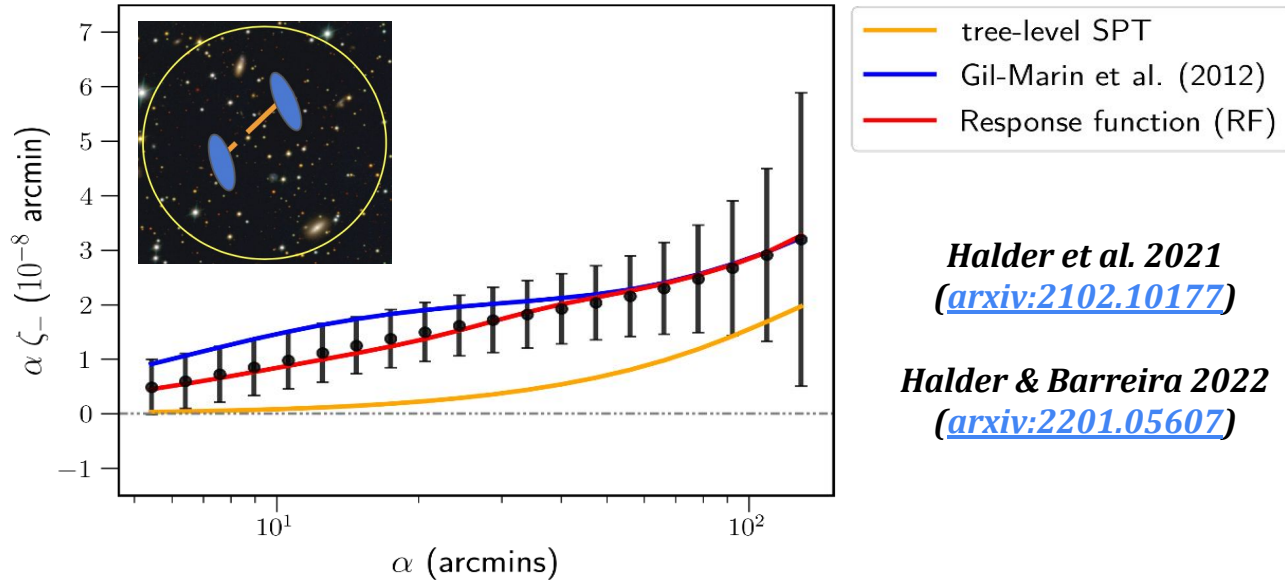 7
6
5
4
3
2
1
0
−1
α ζ₋ (10⁻⁸ arcmin)
10¹
10²
α (arcmins)
tree-level SPT
Gil-Marin et al. (2012)
Response function (RF)
Halder et al. 2021
(arxiv:2102.10177)
Halder & Barreira 2022
(arxiv:2201.05607)